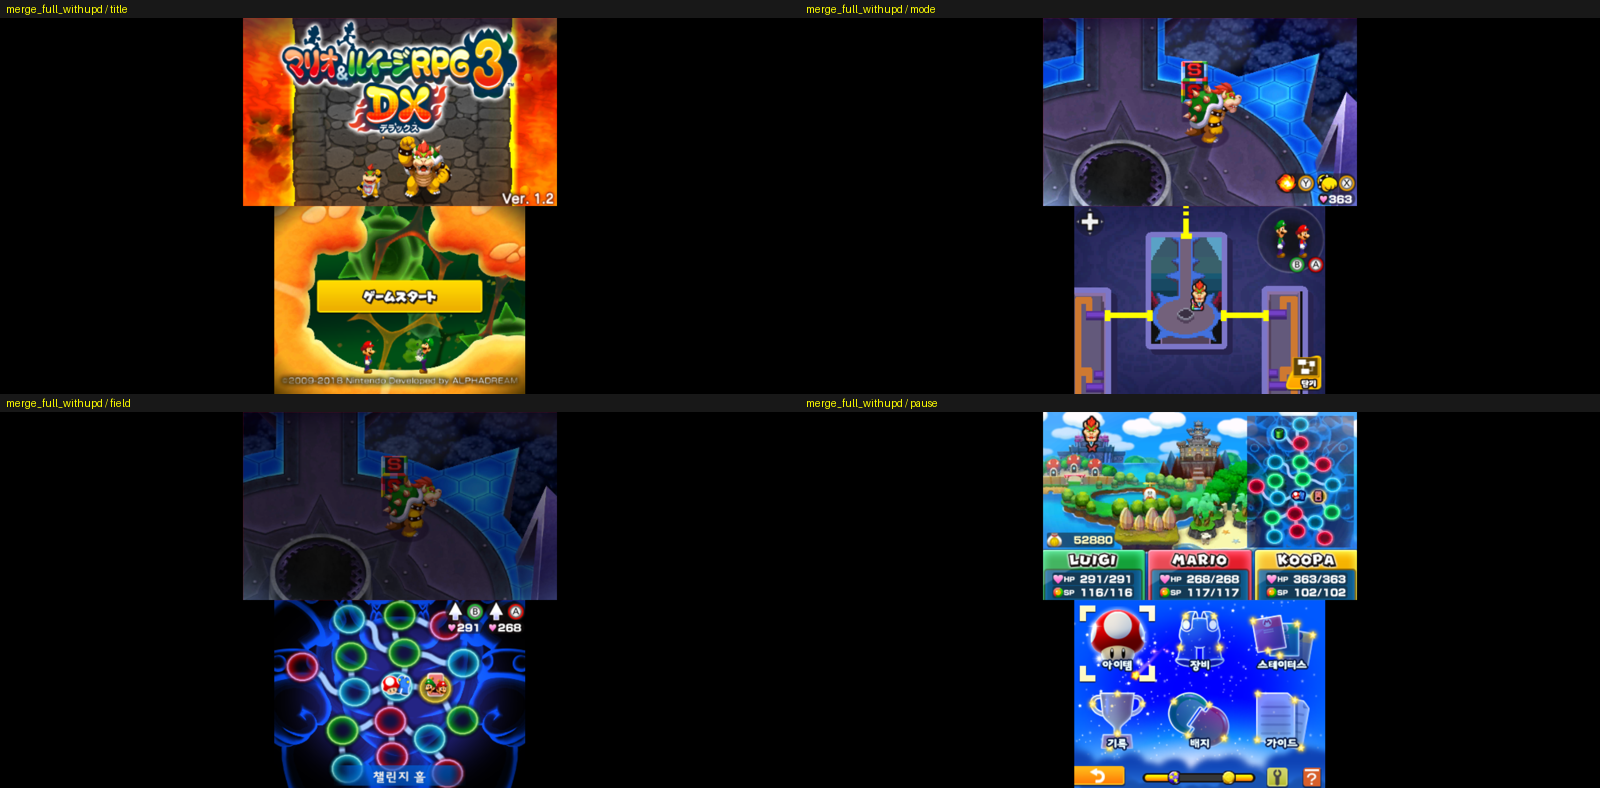 merge_full_withupd / title
マリオ&ルイージRPG3
DX
デラックス
Ver. 1.2
ゲームスタート
©2009-2018 Nintendo Developed by ALPHADREAM
merge_full_withupd / mode
S
Y X
363
B A
닫기
merge_full_withupd / field
S
B A
291 268
챌린지 홀
merge_full_withupd / pause
52880
LUIGI MARIO KOOPA
HP 291/291 HP 268/268 HP 363/363
SP 116/116 SP 117/117 SP 102/102
아이템 장비 스테이터스
기록 배지 가이드
?